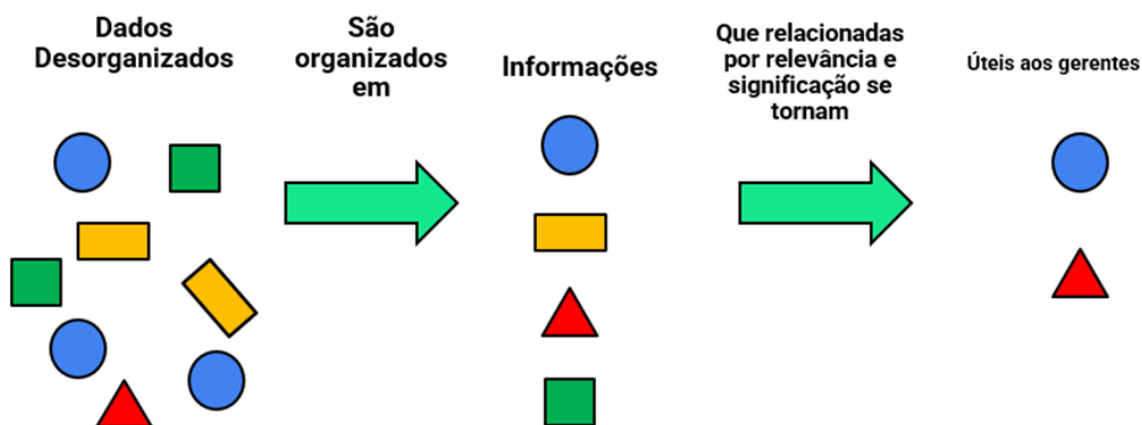 Dados
Desorganizados
São
organizados
em
Informações
Que relacionadas
por relevância e
significação se
tornam
Úteis aos gerentes